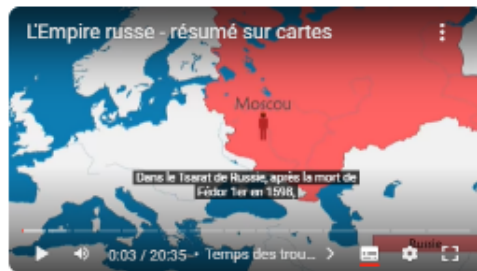 L'Empire russe - résumé sur cartes
Moscou
Dans le Tsarat de Russie, après la mort de
Fédor 1er en 1598,
Russie
0:03 / 20:35 • Temps des trou...